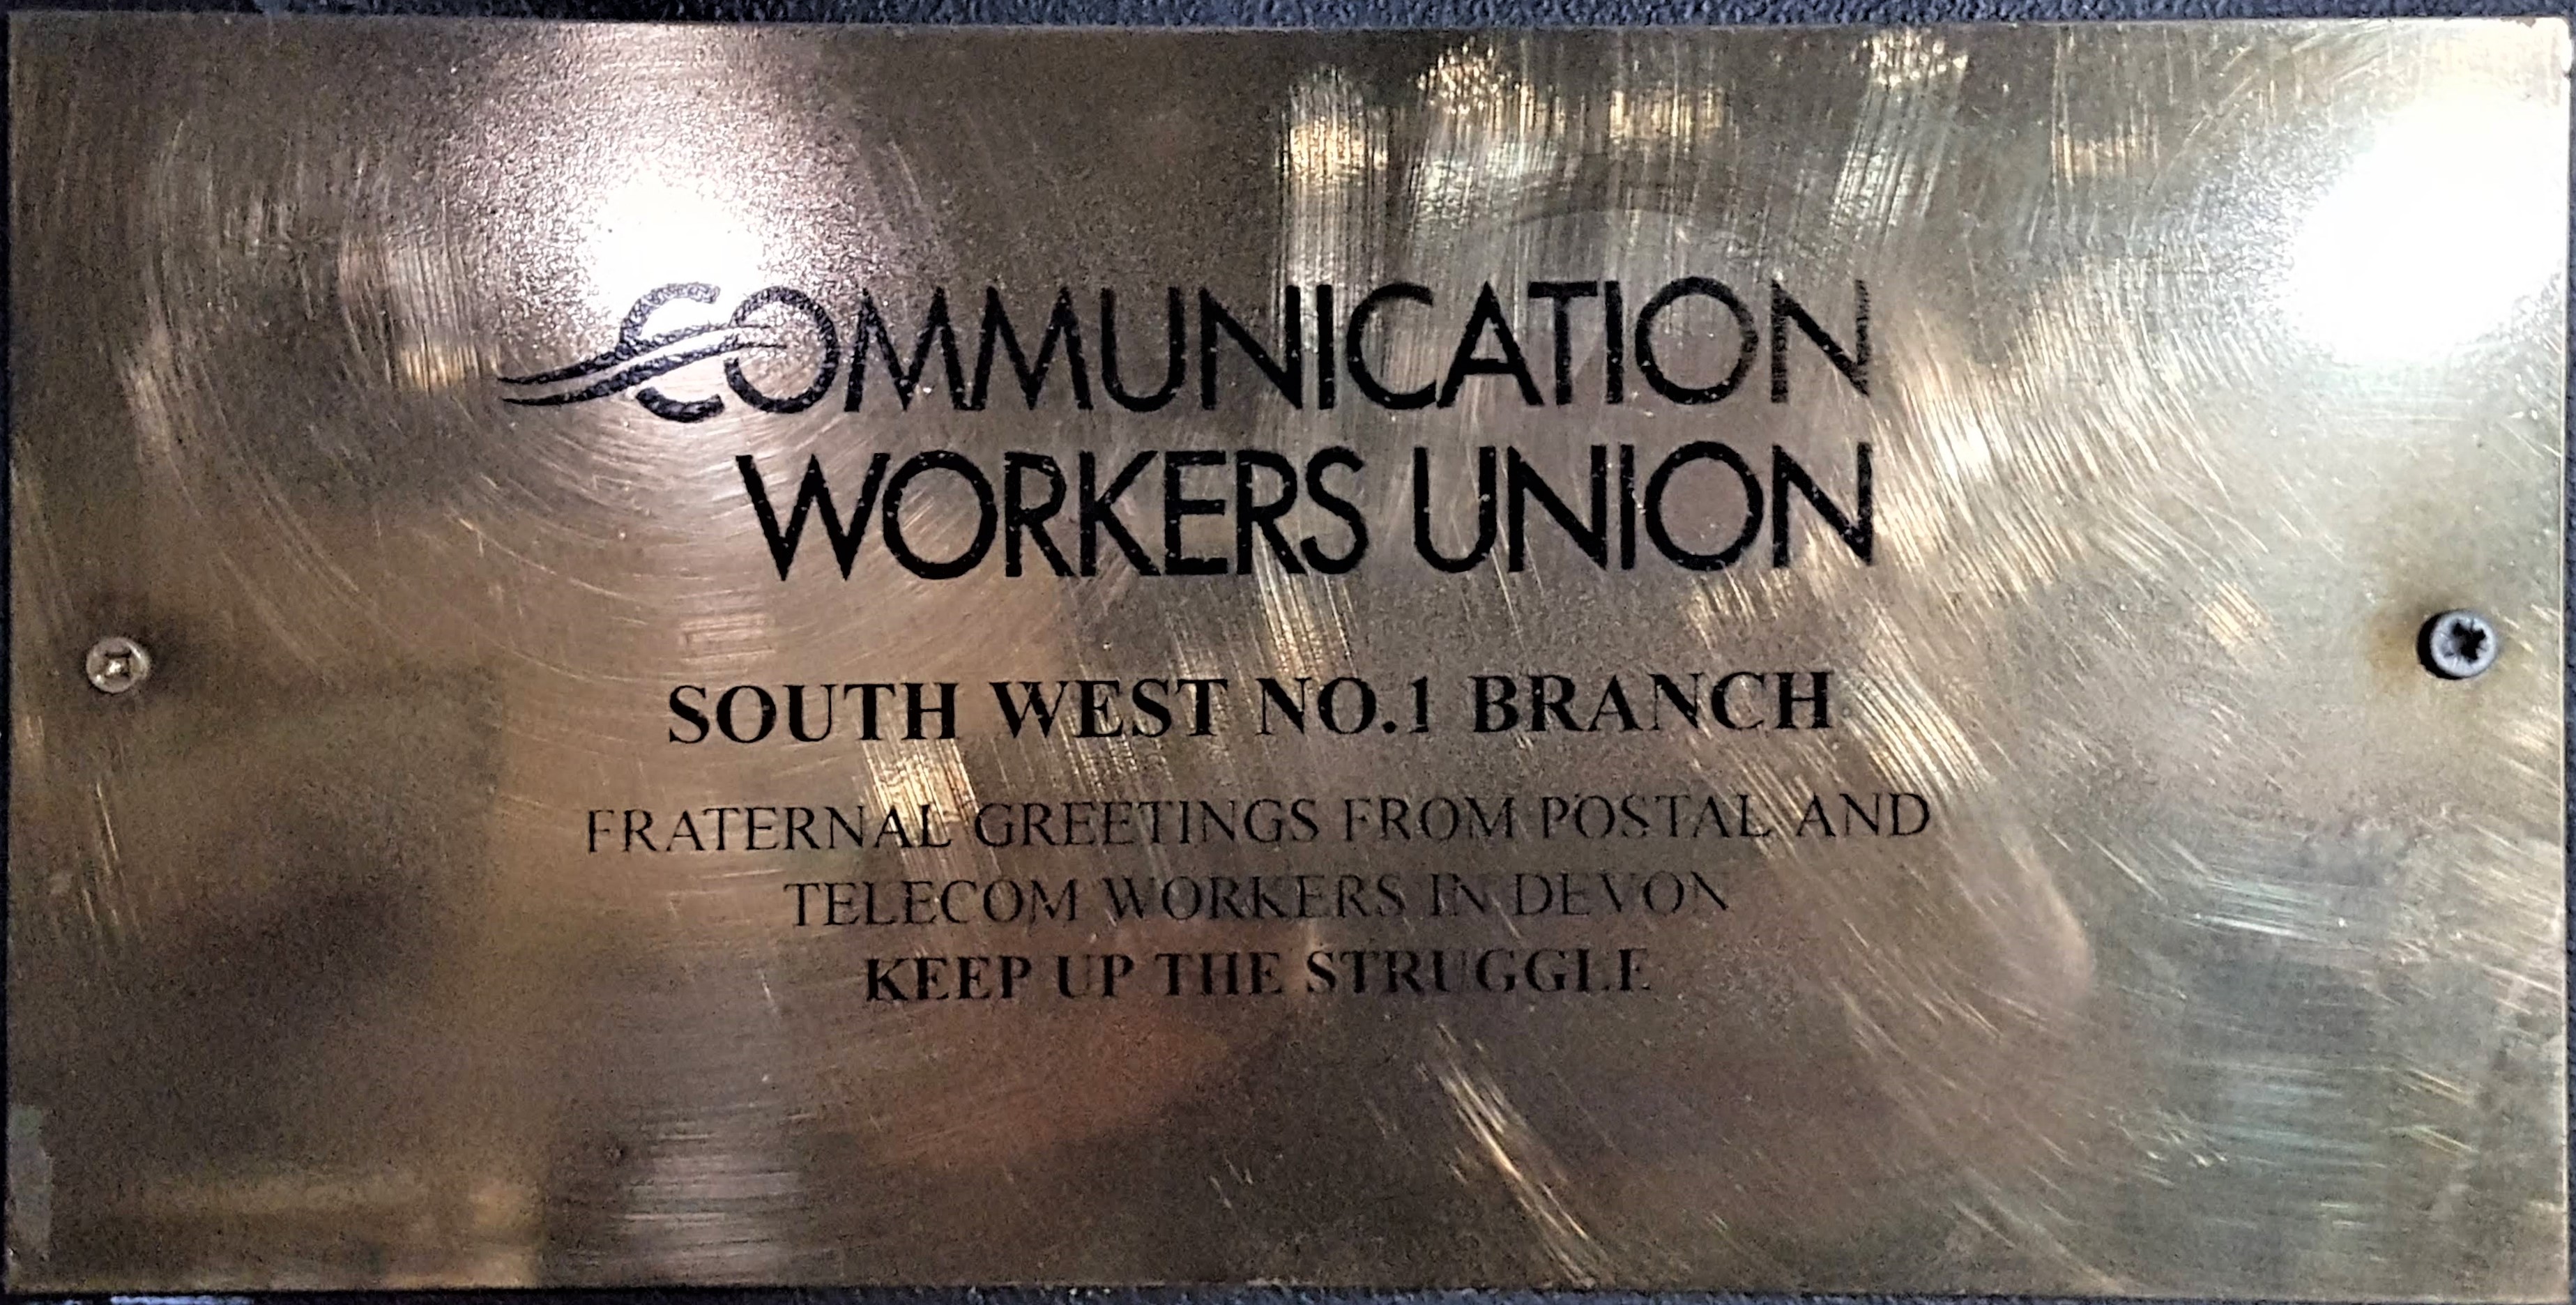 COMMUNICATION
WORKERS UNION
SOUTH WEST NO.1 BRANCH
FRATERNAL GREETINGS FROM POSTAL AND
TELECOM WORKERS IN DEVON
KEEP UP THE STRUGGLE